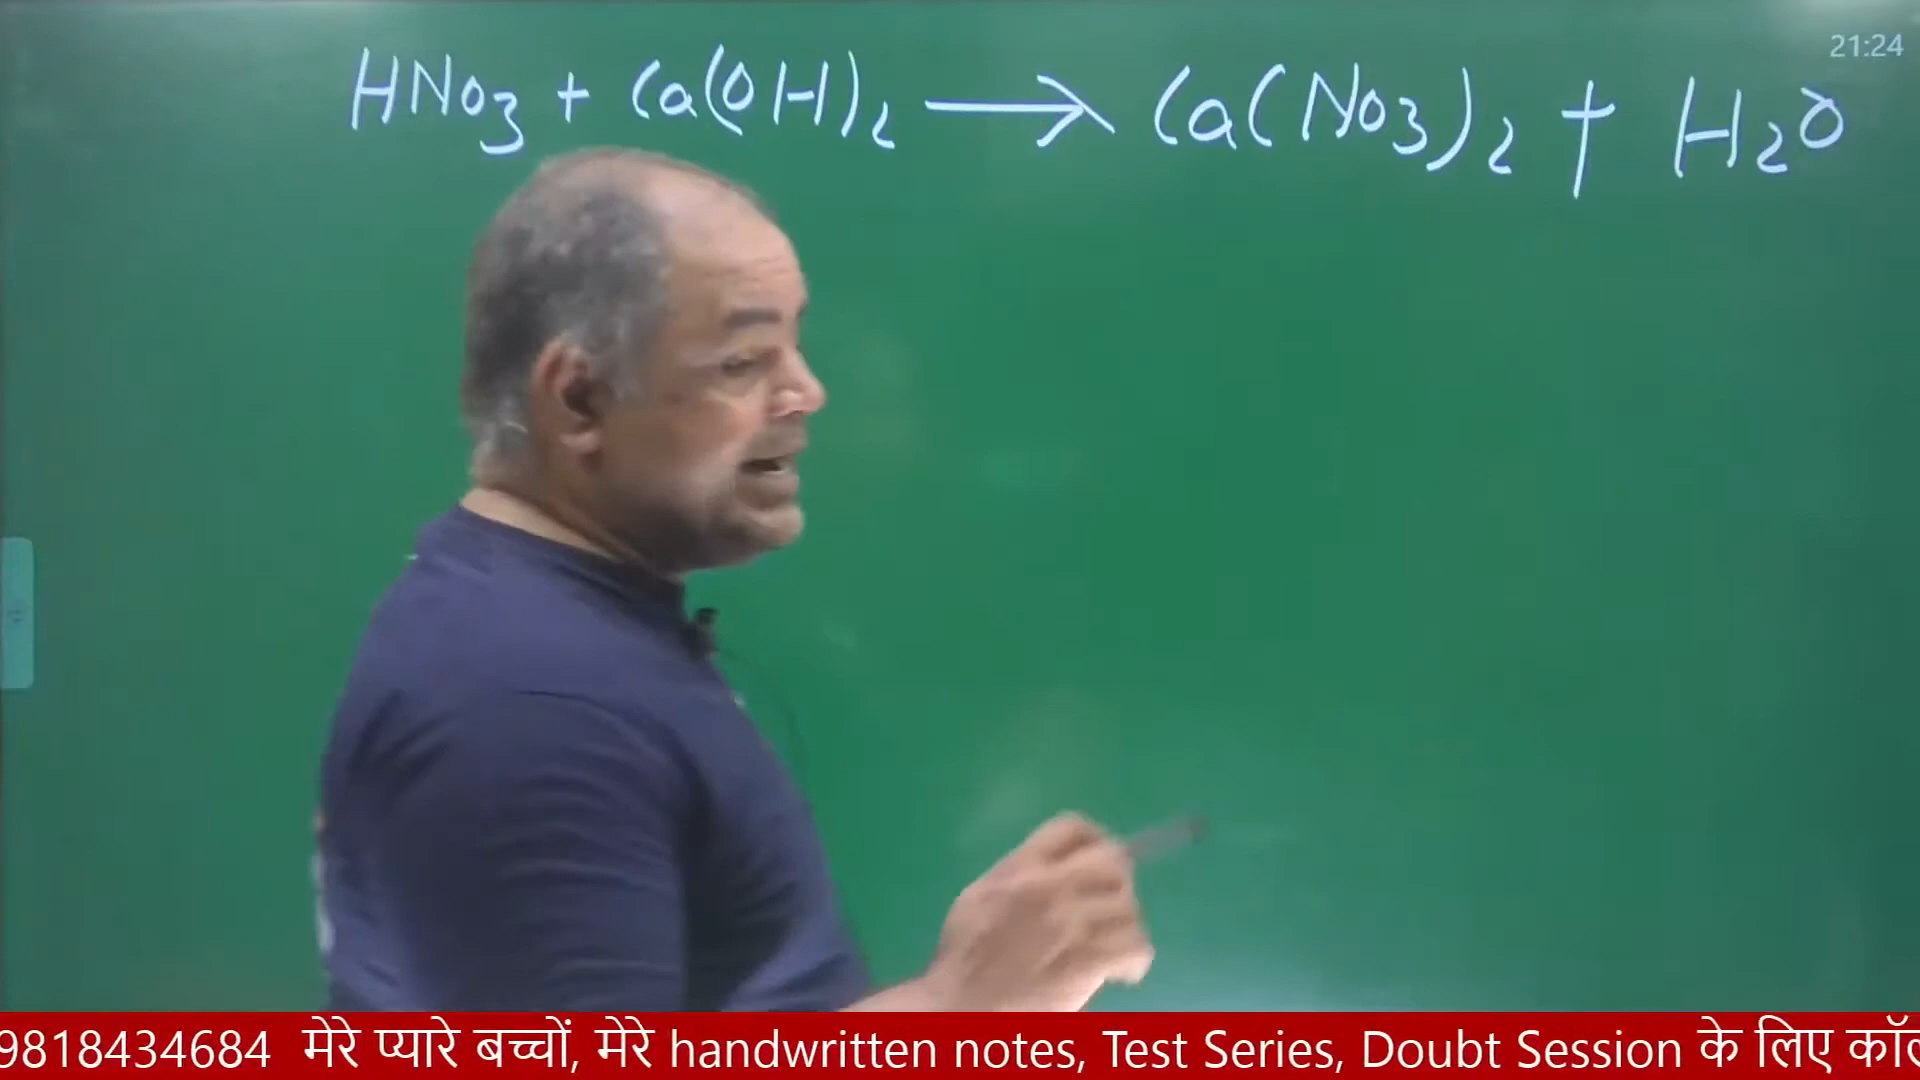 21:24
HNO3 + Ca(OH)2 → Ca(NO3)2 + H2O
9818434684 मेरे प्यारे बच्चों, मेरे handwritten notes, Test Series, Doubt Session के लिए